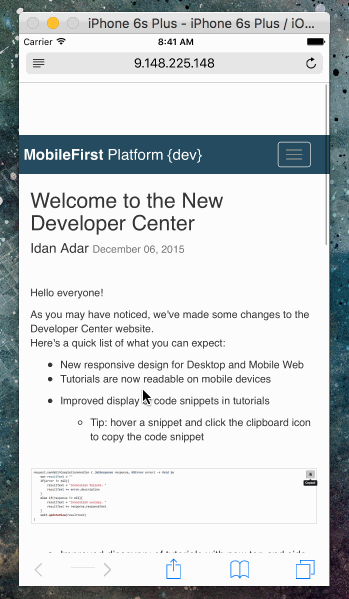 iPhone 6s Plus - iPhone 6s Plus / iO...
Carrier 8:41 AM
9.148.225.148
MobileFirst Platform {dev}
Welcome to the New
Developer Center
Idan Adar December 06, 2015
Hello everyone!
As you may have noticed, we've made some changes to the
Developer Center website.
Here's a quick list of what you can expect:
New responsive design for Desktop and Mobile Web
Tutorials are now readable on mobile devices
Improved display code snippets in tutorials
Tip: hover a snippet and click the clipboard icon
to copy the code snippet